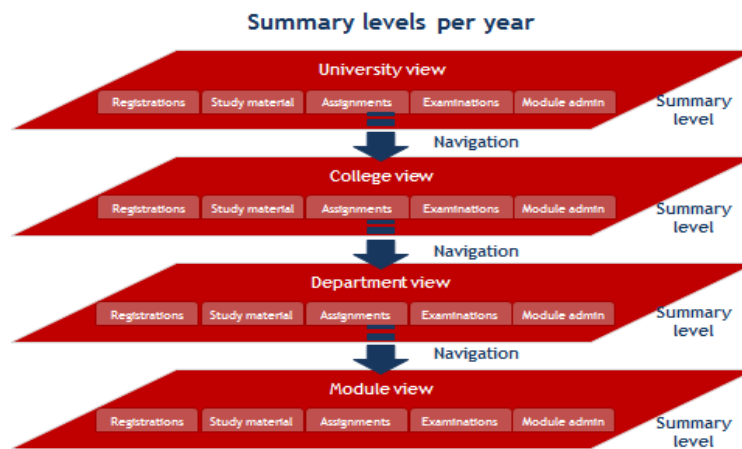 Summary levels per year
University view
Registrations Study material Assignments Examinations Module admin
Summary
level
Navigation
College view
Registrations Study material Assignments Examinations Module admin
Summary
level
Navigation
Department view
Registrations Study material Assignments Examinations Module admin
Summary
level
Navigation
Module view
Registrations Study material Assignments Examinations Module admin
Summary
level